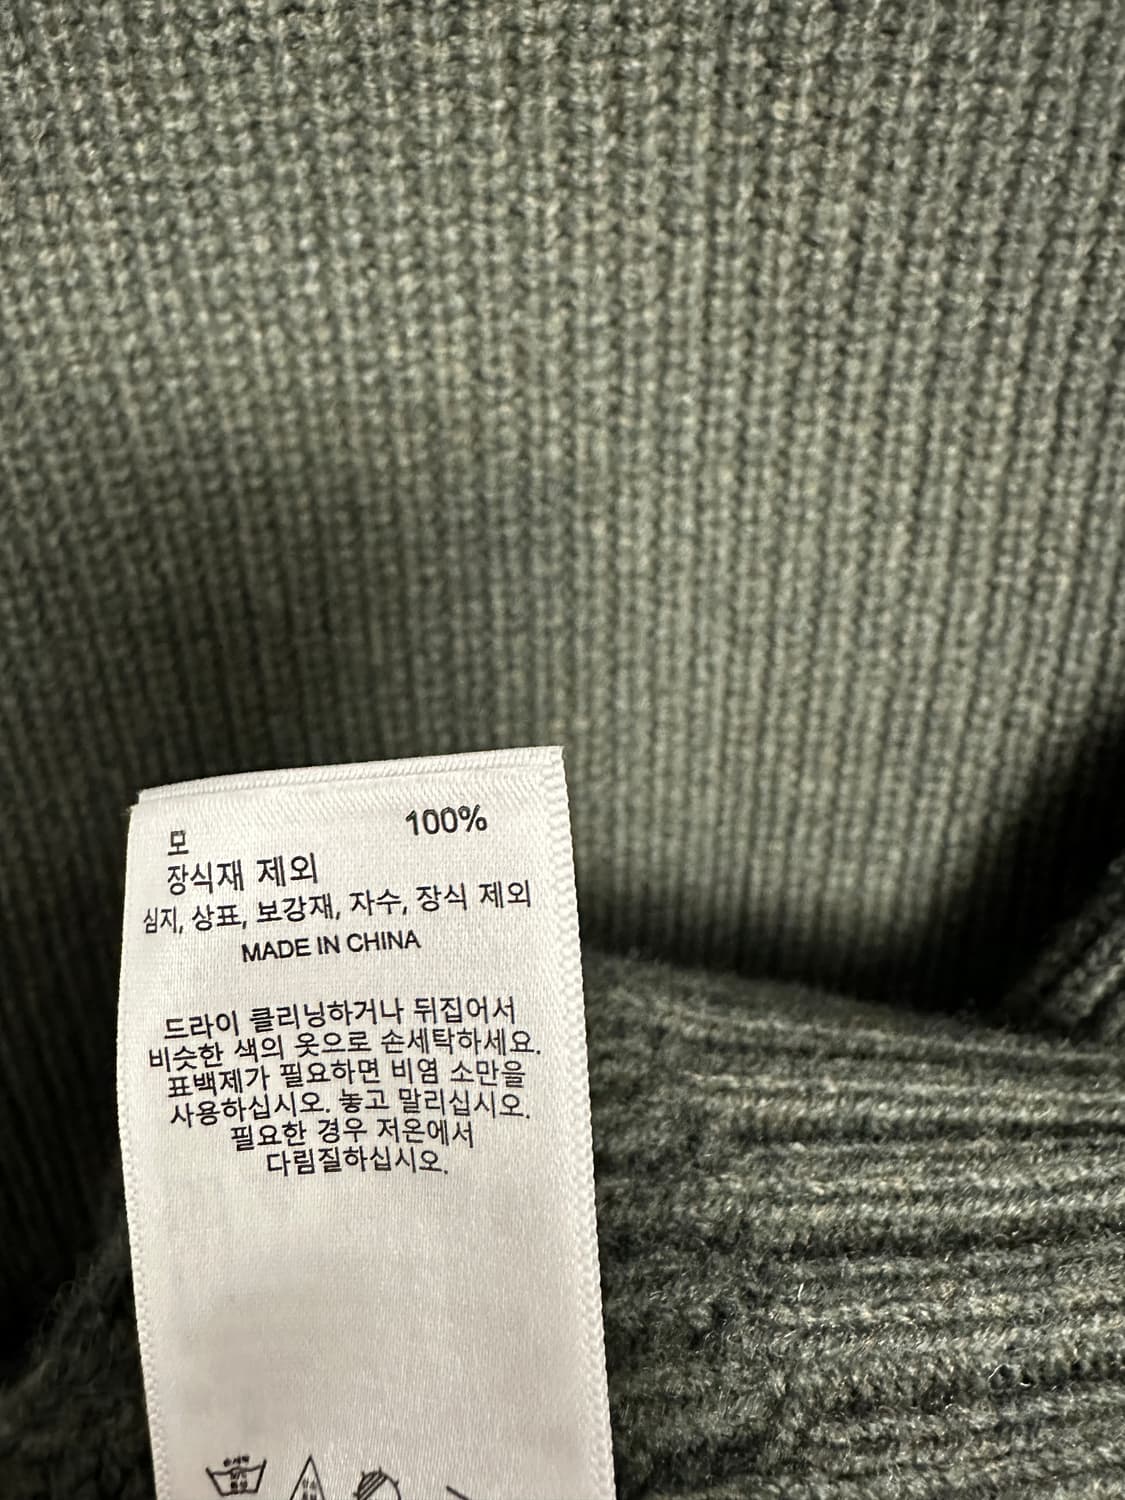 모 100%
장식재 제외
심지, 상표, 보강재, 자수, 장식 제외
MADE IN CHINA
드라이 클리닝하거나 뒤집어서
비슷한 색의 옷으로 손세탁하세요.
표백제가 필요하면 비염 소만을
사용하십시오. 놓고 말리십시오.
필요한 경우 저온에서
다림질하십시오.
손세탁